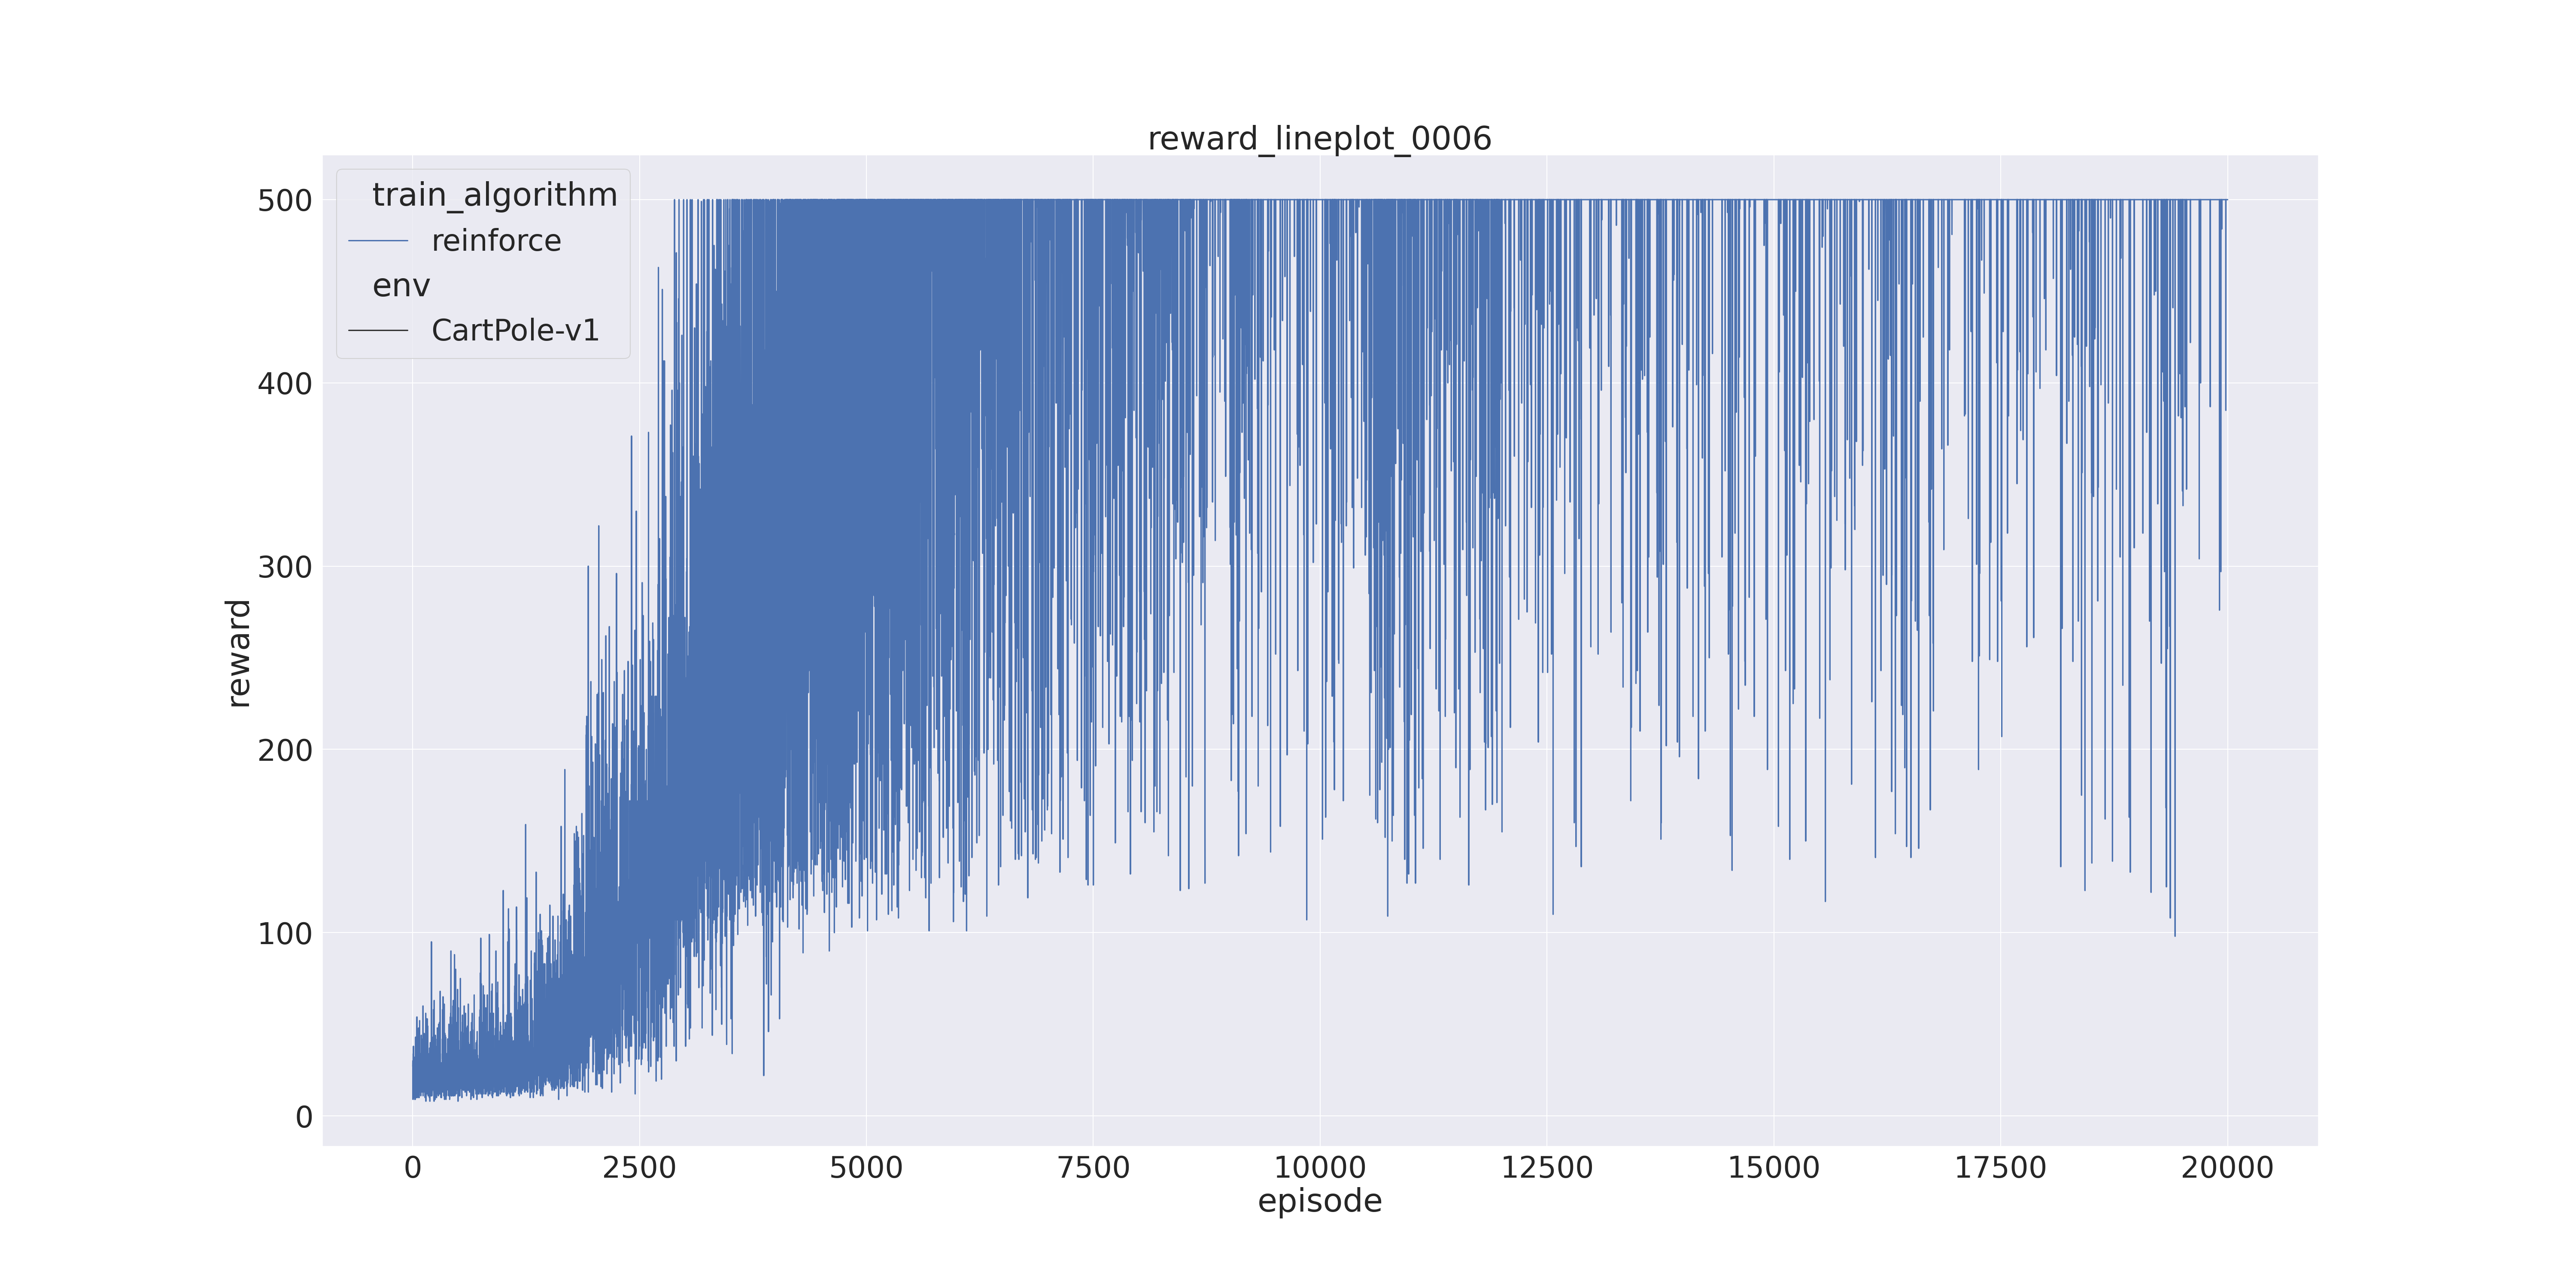 reward_lineplot_0006
train_algorithm
reinforce
env
CartPole-v1
500
400
300
200
100
0
reward
0 2500 5000 7500 10000 12500 15000 17500 20000
episode